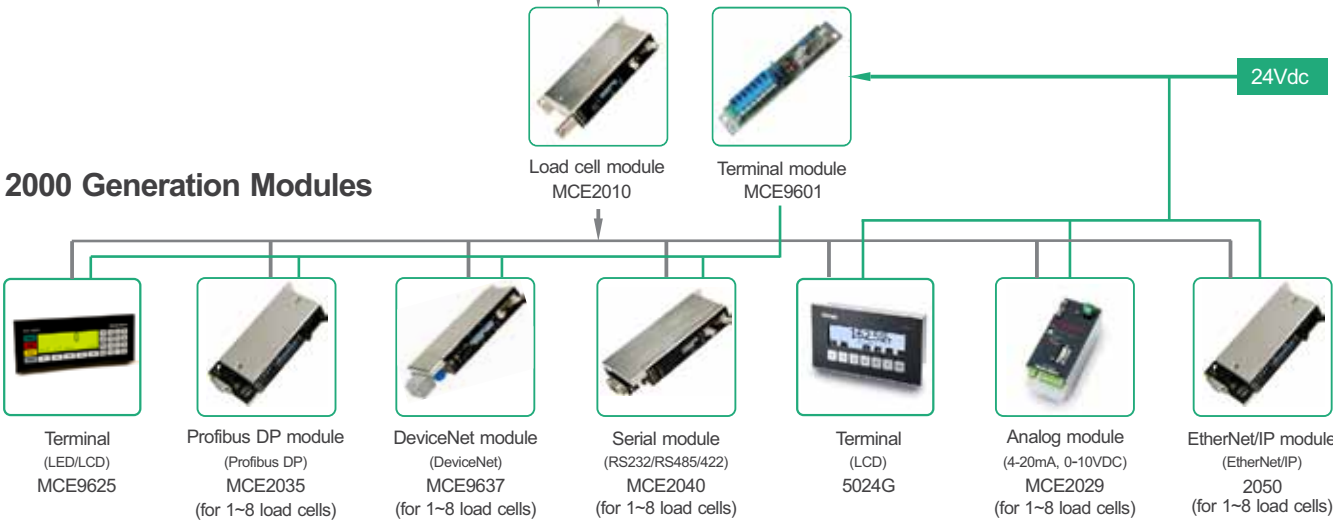 24Vdc
Load cell module
MCE2010
Terminal module
MCE9601
2000 Generation Modules
Terminal
(LED/LCD)
MCE9625
Profibus DP module
(Profibus DP)
MCE2035
(for 1~8 load cells)
DeviceNet module
(DeviceNet)
MCE9637
(for 1~8 load cells)
Serial module
(RS232/RS485/422)
MCE2040
(for 1~8 load cells)
Terminal
(LCD)
5024G
Analog module
(4-20mA, 0-10VDC)
MCE2029
(for 1~8 load cells)
EtherNet/IP module
(EtherNet/IP)
2050
(for 1~8 load cells)